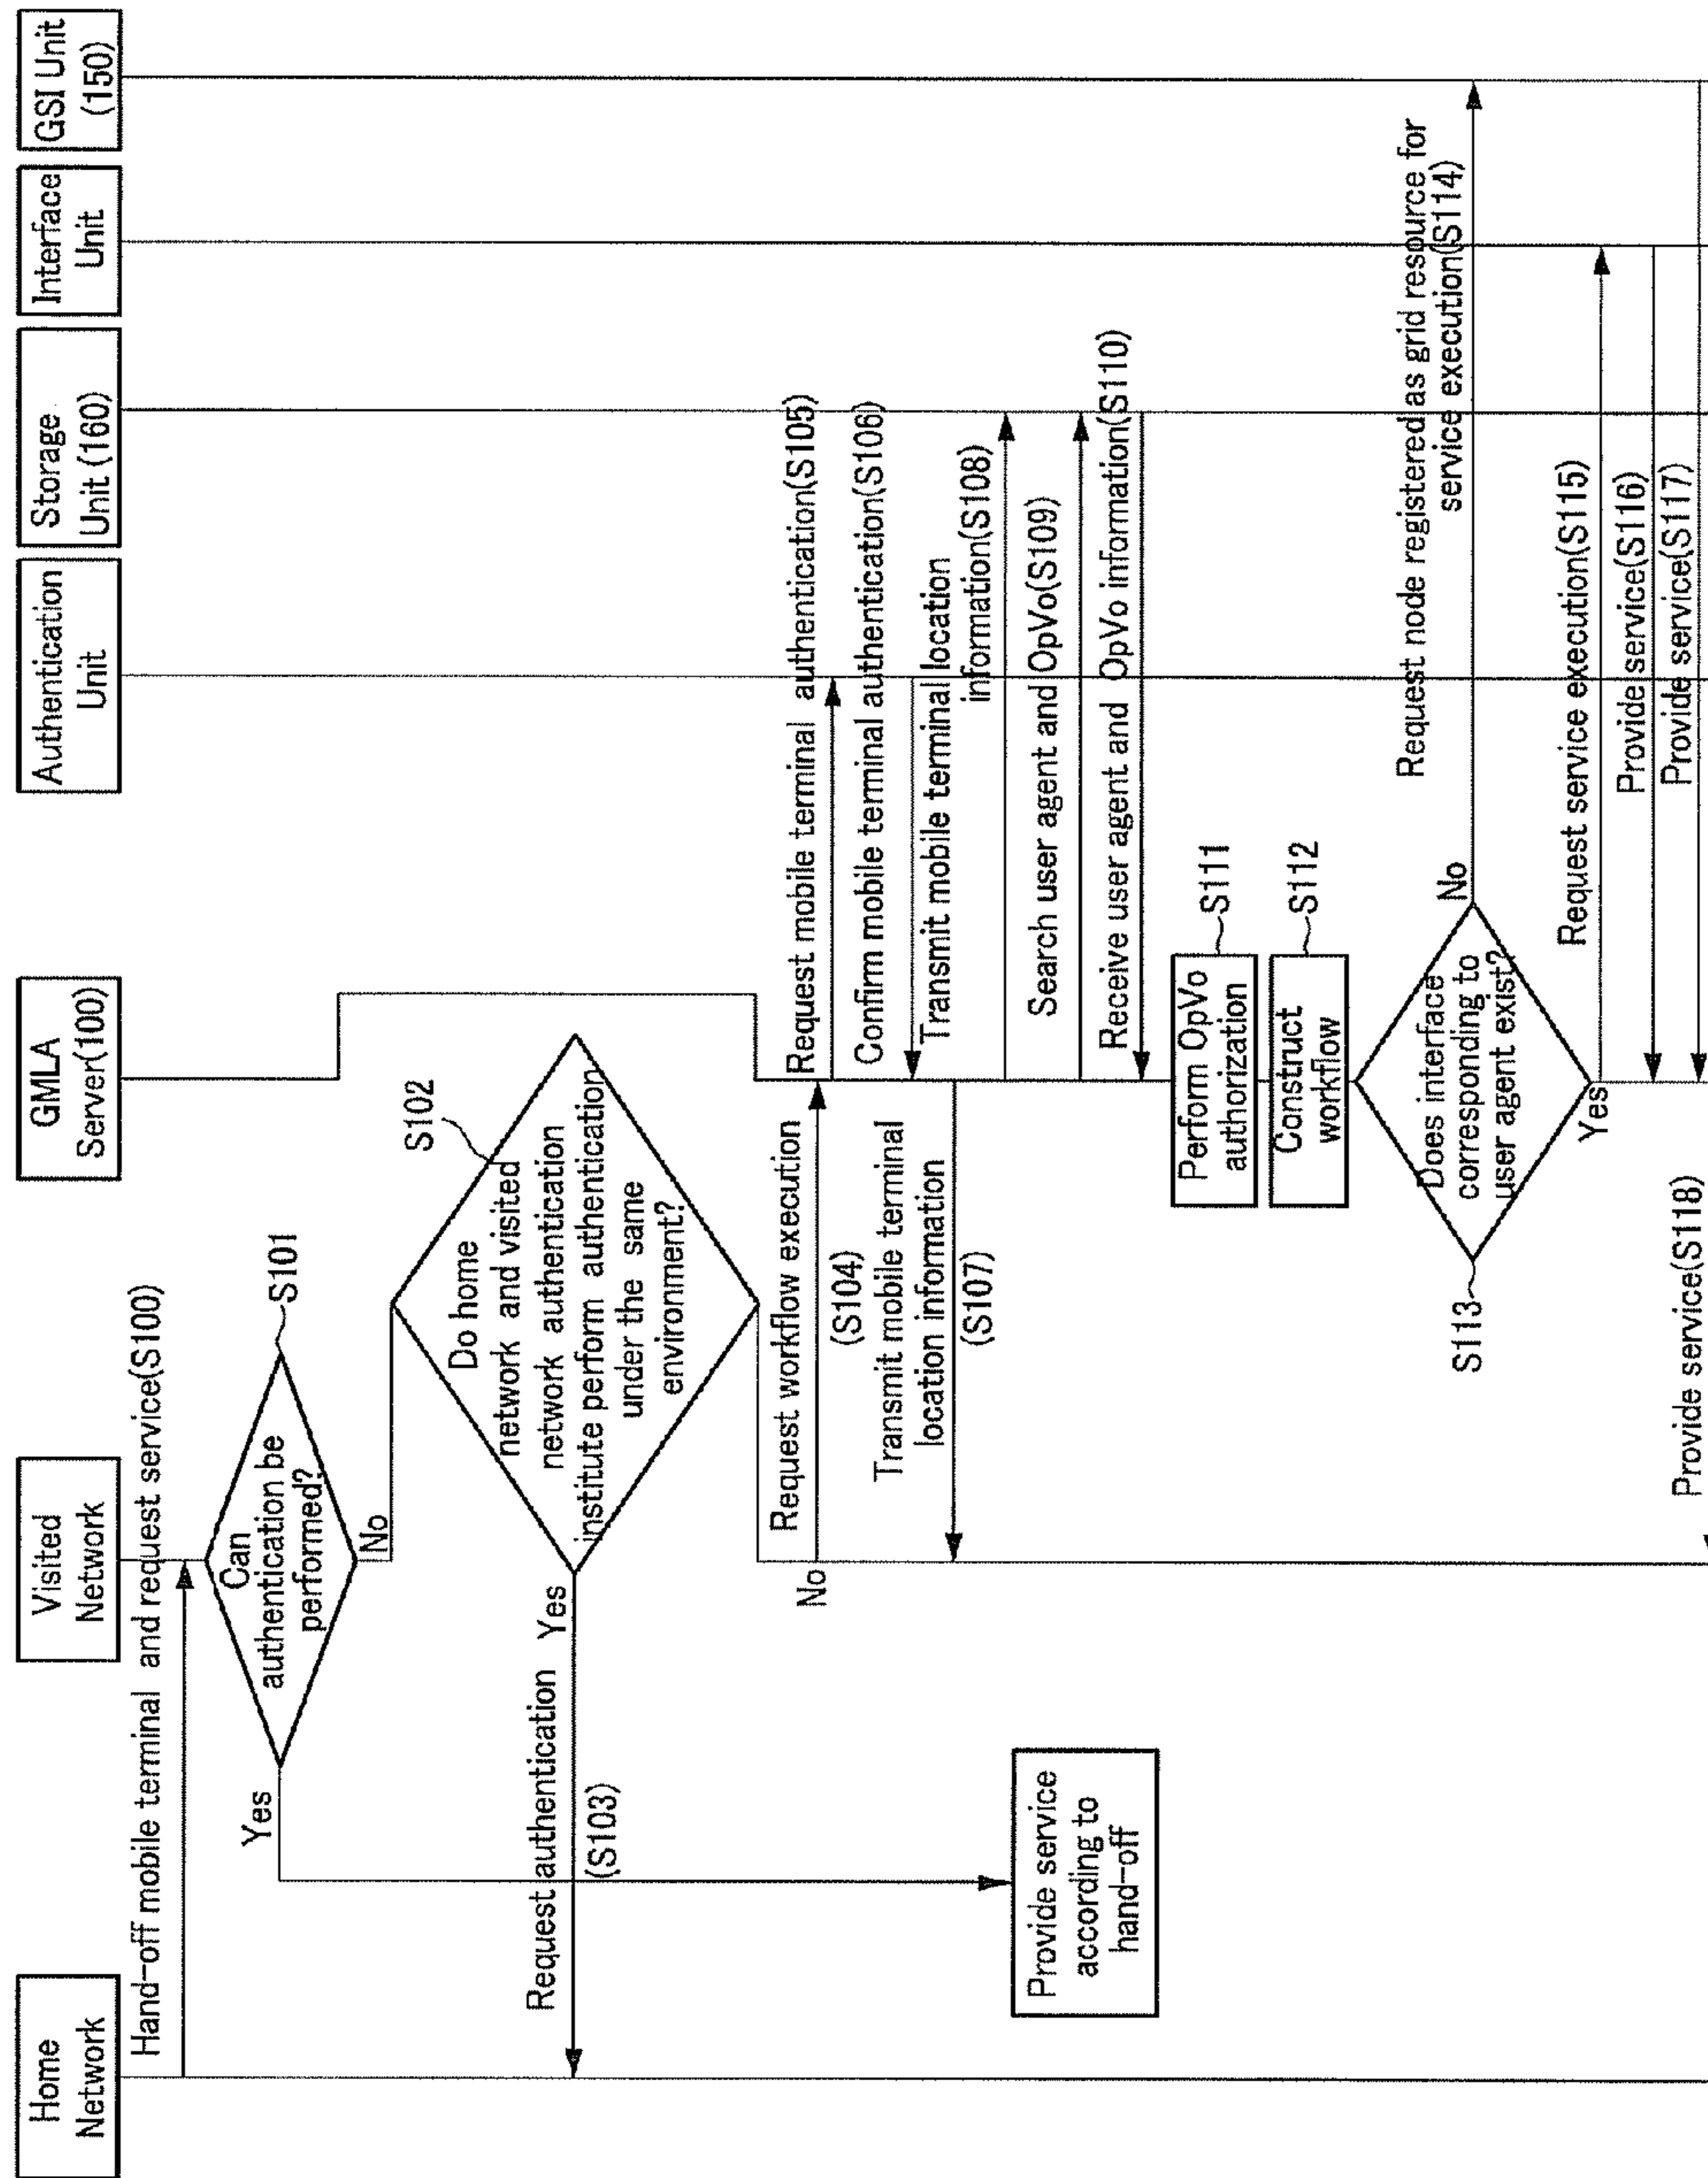 Home
Network
Visited
Network
GMLA
Server(100)
Authentication
Unit
Storage
Unit (160)
Interface
Unit
GSI Unit
(150)
Hand-off mobile terminal and request service(S100)
Can
authentication be
performed?
S101
Yes
No
Do home
network and visited
network authentication
institute perform authentication
under the same
environment?
S102
Request authentication
Yes
(S103)
No
Provide service
according to
hand-off
Request workflow execution
(S104)
Request mobile terminal authentication(S105)
Confirm mobile terminal authentication(S106)
Transmit mobile terminal
location information
(S107)
Transmit mobile terminal location
information(S108)
Search user agent and OpVo(S109)
Receive user agent and OpVo information(S110)
Perform OpVo
authorization
S111
Construct
workflow
S112
Does interface
corresponding to
user agent exist?
S113
No
Yes
Request node registered as grid resource for
service execution(S114)
Request service execution(S115)
Provide service(S116)
Provide service(S117)
Provide service(S118)